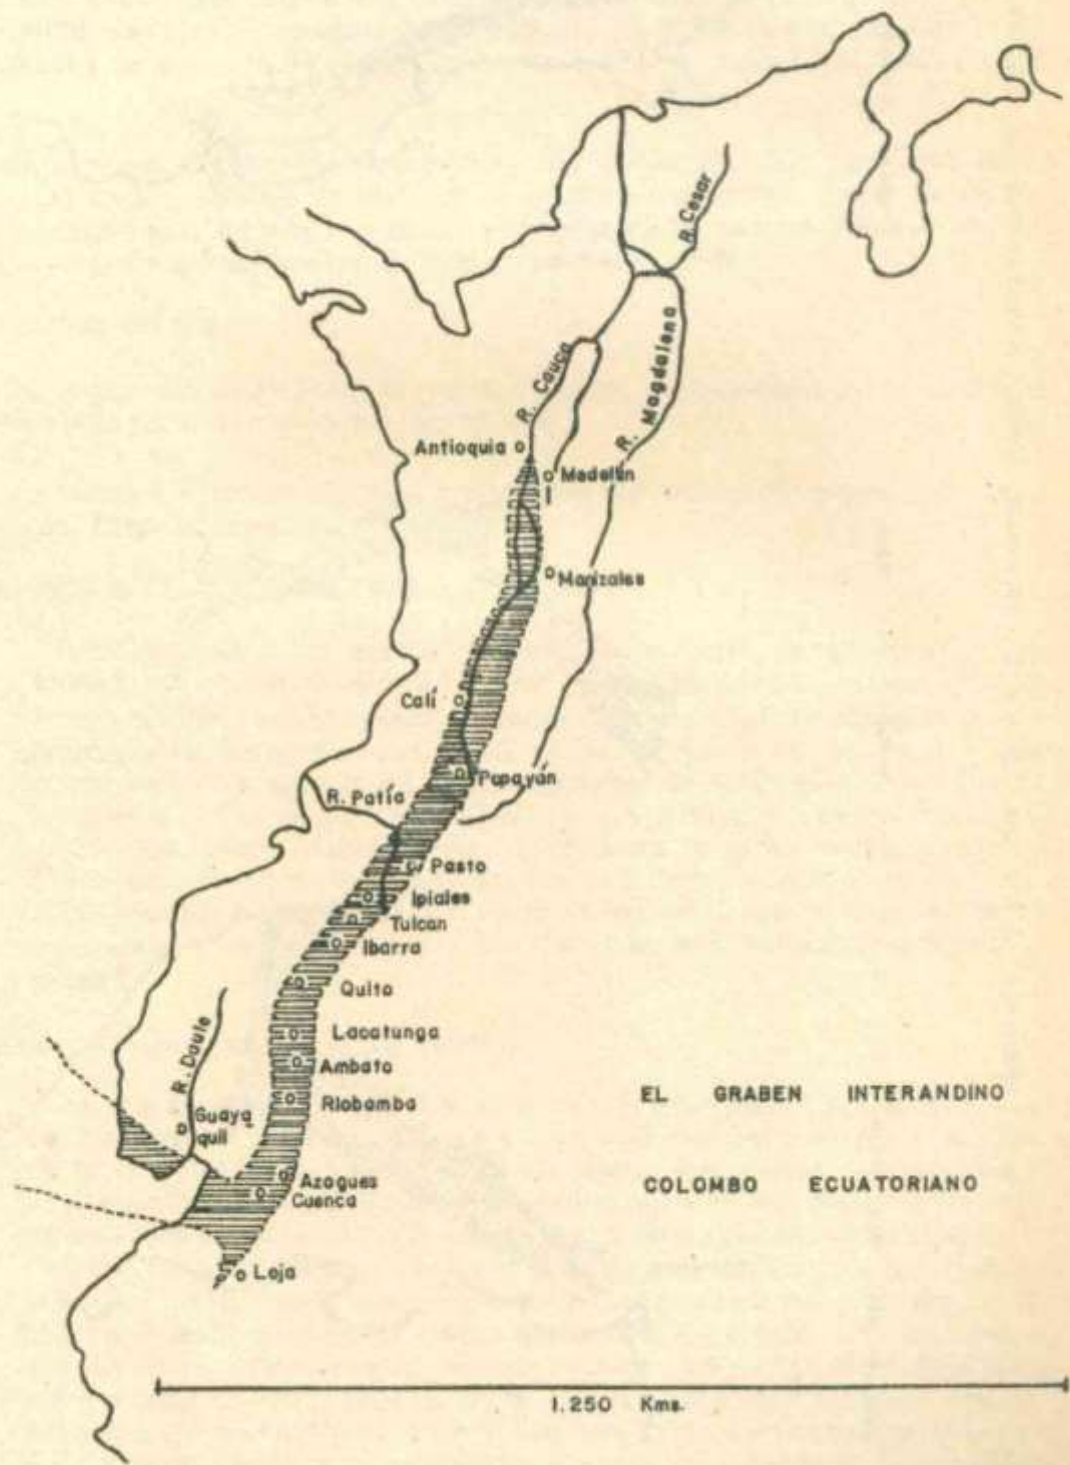 R. Cesar
R. Magdalena
R. Cauca
Antioquia
Medellín
Manizales
Calí
Popayán
R. Patía
Pasto
Ipiales
Tulcan
Ibarra
Quito
Lacatunga
R. Daule
Ambato
Riobamba
Guaya
quil
Azogues
Cuenca
Loja
EL GRABEN INTERANDINO
COLOMBO ECUATORIANO
1.250 Kms.